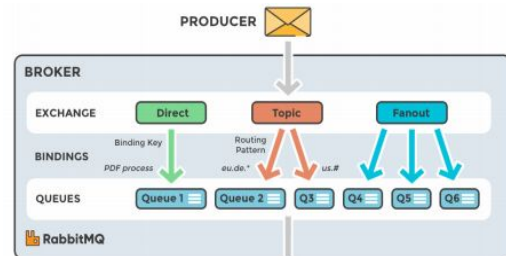 PRODUCER
BROKER
EXCHANGE
Direct
Topic
Fanout
Binding Key
Routing
Pattern
BINDINGS
PDF process
eu.de.*
us.#
QUEUES
Queue 1
Queue 2
Q3
Q4
Q5
Q6
RabbitMQ